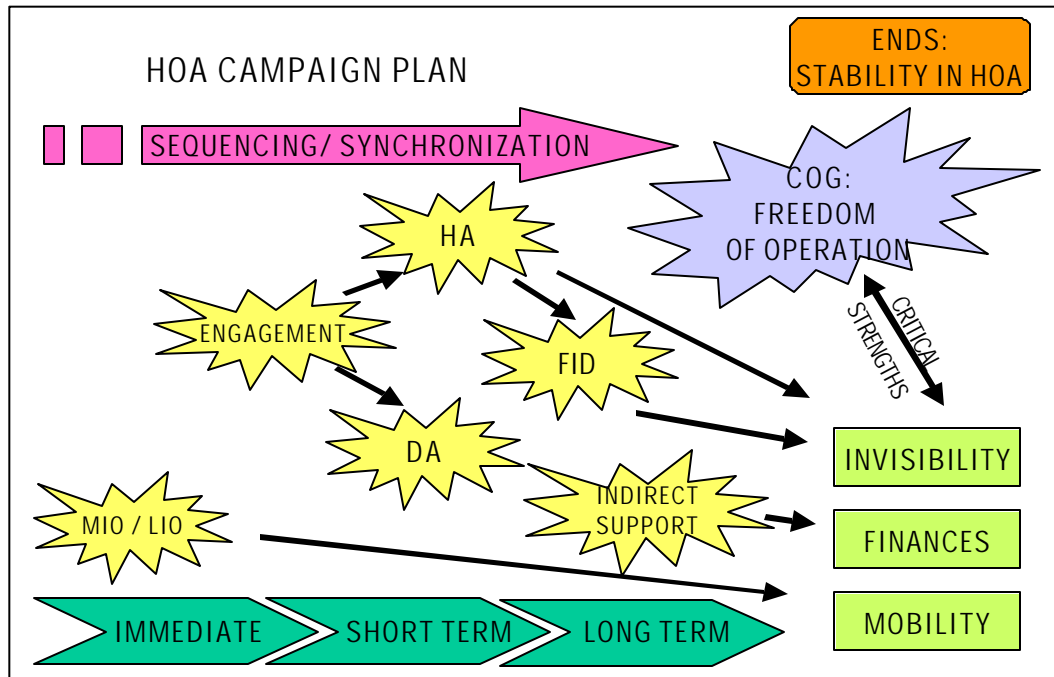 ENDS:
STABILITY IN HOA
HOA CAMPAIGN PLAN
SEQUENCING/ SYNCHRONIZATION
COG:
FREEDOM
OF OPERATION
HA
ENGAGEMENT
FID
CRITICAL
STRENGTHS
DA
INVISIBILITY
INDIRECT
SUPPORT
MIO / LIO
FINANCES
MOBILITY
IMMEDIATE
SHORT TERM
LONG TERM